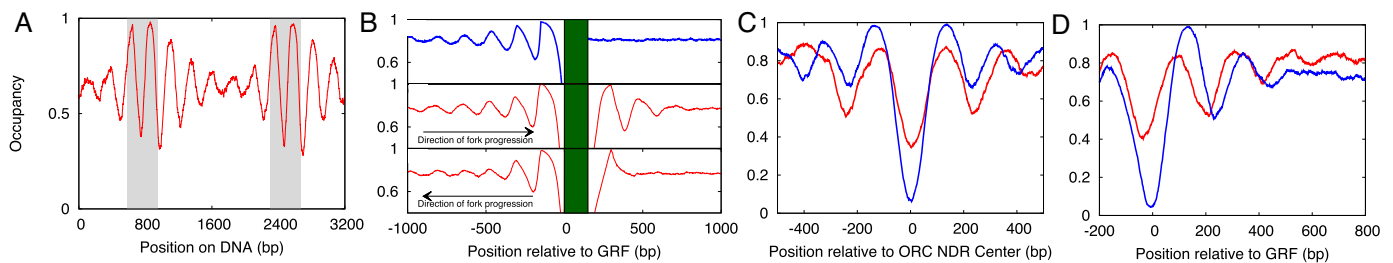 A
Occupancy
1
0.5
0
0 800 1600 2400 3200
Position on DNA (bp)
B
1
0.6
1
0.6
Direction of fork progression
1
0.6
Direction of fork progression
-1000 -500 0 500 1000
Position relative to GRF (bp)
C
1
0.8
0.6
0.4
0.2
0
-400 -200 0 200 400
Position relative to ORC NDR Center (bp)
D
1
0.8
0.6
0.4
0.2
0
-200 0 200 400 600 800
Position relative to GRF (bp)